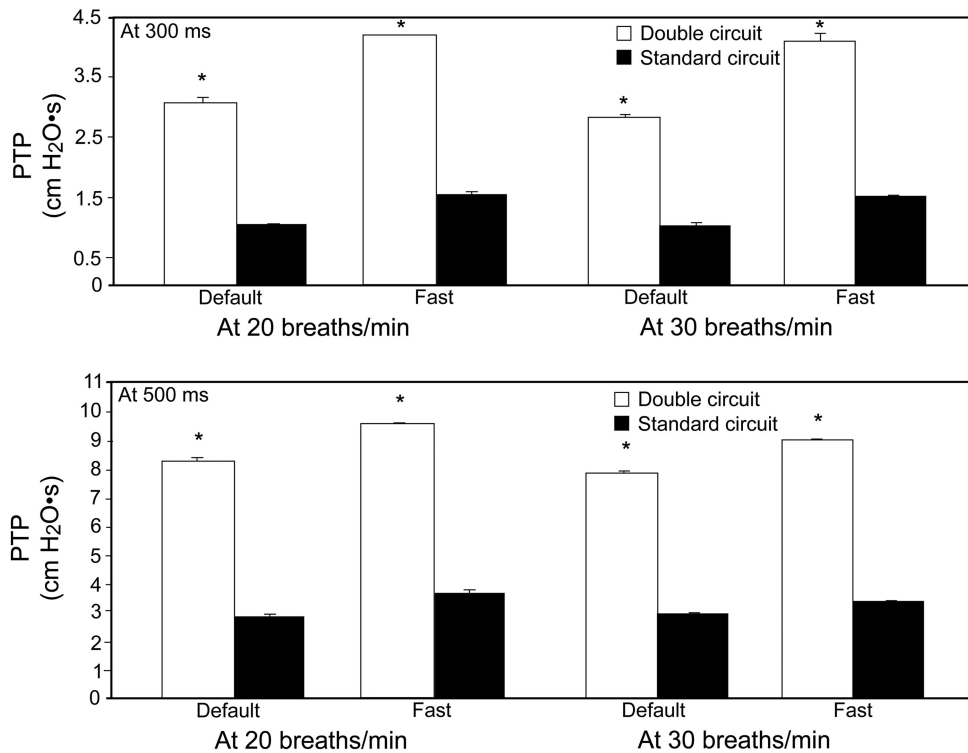 At 300 ms
4.5
3.5
2.5
1.5
0.5
0
PTP
(cm H₂O•s)
* * * *
Double circuit
Standard circuit
Default Fast Default Fast
At 20 breaths/min At 30 breaths/min
At 500 ms
11
10
9
8
7
6
5
4
3
2
1
0
PTP
(cm H₂O•s)
* * * *
Double circuit
Standard circuit
Default Fast Default Fast
At 20 breaths/min At 30 breaths/min